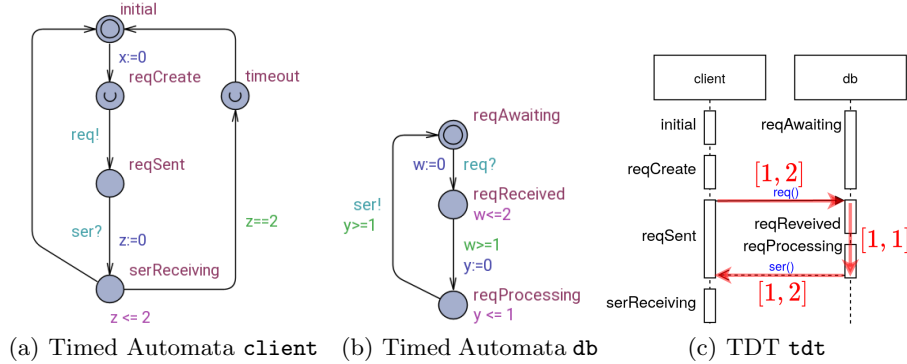 initial
x:=0
reqCreate
timeout
req!
reqSent
ser?
z:=0
z==2
serReceiving
z <= 2
(a) Timed Automata client
reqAwaiting
w:=0
req?
reqReceived
w<=2
ser!
y>=1
w>=1
y:=0
reqProcessing
y <= 1
(b) Timed Automata db
client
db
initial
reqAwaiting
reqCreate
[1, 2]
req()
reqReveived
reqSent
reqProcessing
[1, 1]
ser()
[1, 2]
serReceiving
(c) TDT tdt